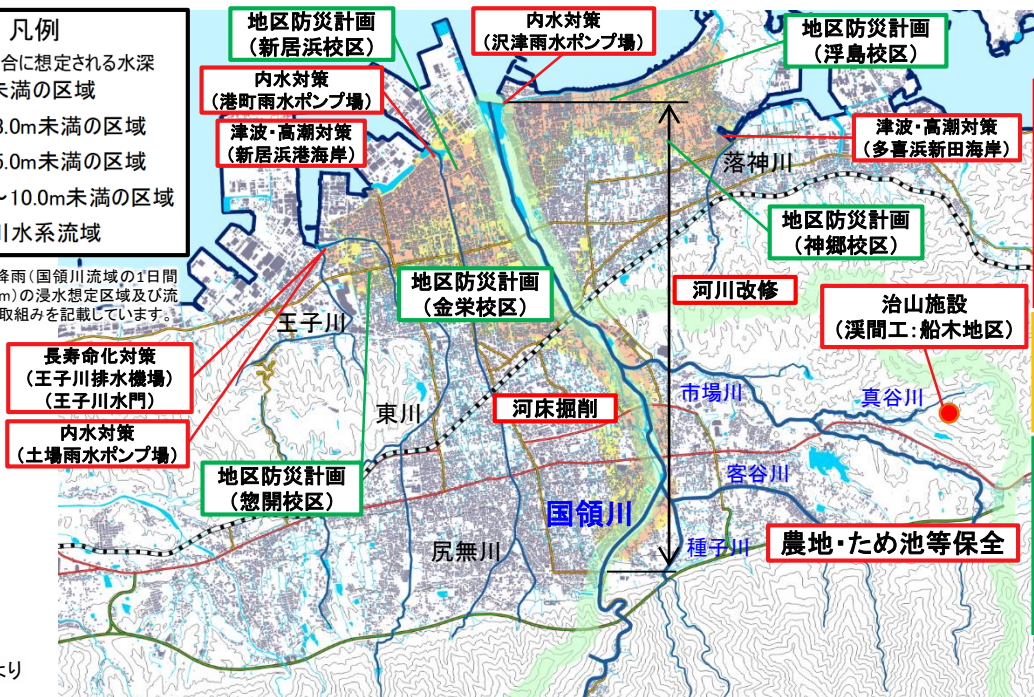 凡例
合に想定される水深
未満の区域
3.0m未満の区域
5.0m未満の区域
～10.0m未満の区域
川水系流域
降雨(国領川流域の1日間
m)の浸水想定区域及び流
取組みを記載しています。
地区防災計画
(新居浜校区)
内水対策
(沢津雨水ポンプ場)
地区防災計画
(浮島校区)
内水対策
(港町雨水ポンプ場)
津波・高潮対策
(新居浜港海岸)
津波・高潮対策
(多喜浜新田海岸)
落神川
地区防災計画
(神郷校区)
地区防災計画
(金栄校区)
河川改修
治山施設
(渓間工:船木地区)
王子川
長寿命化対策
(王子川排水機場)
(王子川水門)
内水対策
(土場雨水ポンプ場)
東川
河床掘削
市場川
真谷川
地区防災計画
(惣開校区)
客谷川
国領川
尻無川
種子川
農地・ため池等保全
より